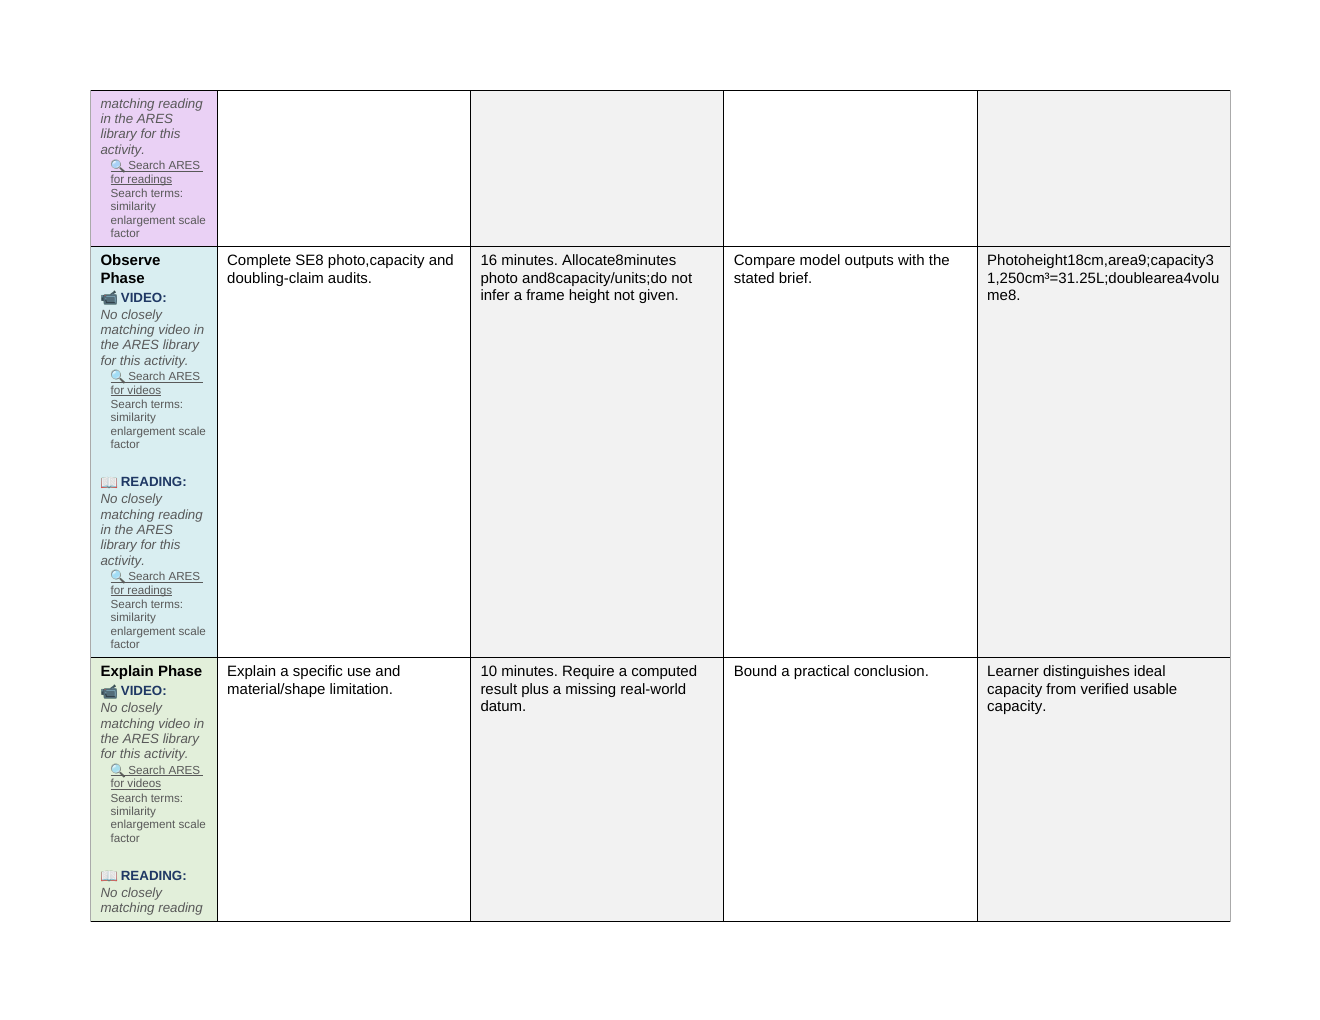 matching reading
in the ARES
library for this
activity.
🔍 Search ARES
for readings
Search terms:
similarity
enlargement scale
factor
Observe
Phase
📹 VIDEO:
No closely
matching video in
the ARES library
for this activity.
🔍 Search ARES
for videos
Search terms:
similarity
enlargement scale
factor
📖 READING:
No closely
matching reading
in the ARES
library for this
activity.
🔍 Search ARES
for readings
Search terms:
similarity
enlargement scale
factor
Complete SE8 photo,capacity and
doubling-claim audits.
16 minutes. Allocate8minutes
photo and8capacity/units;do not
infer a frame height not given.
Compare model outputs with the
stated brief.
Photoheight18cm,area9;capacity3
1,250cm³=31.25L;doublearea4volu
me8.
Explain Phase
📹 VIDEO:
No closely
matching video in
the ARES library
for this activity.
🔍 Search ARES
for videos
Search terms:
similarity
enlargement scale
factor
📖 READING:
No closely
matching reading
Explain a specific use and
material/shape limitation.
10 minutes. Require a computed
result plus a missing real-world
datum.
Bound a practical conclusion.
Learner distinguishes ideal
capacity from verified usable
capacity.